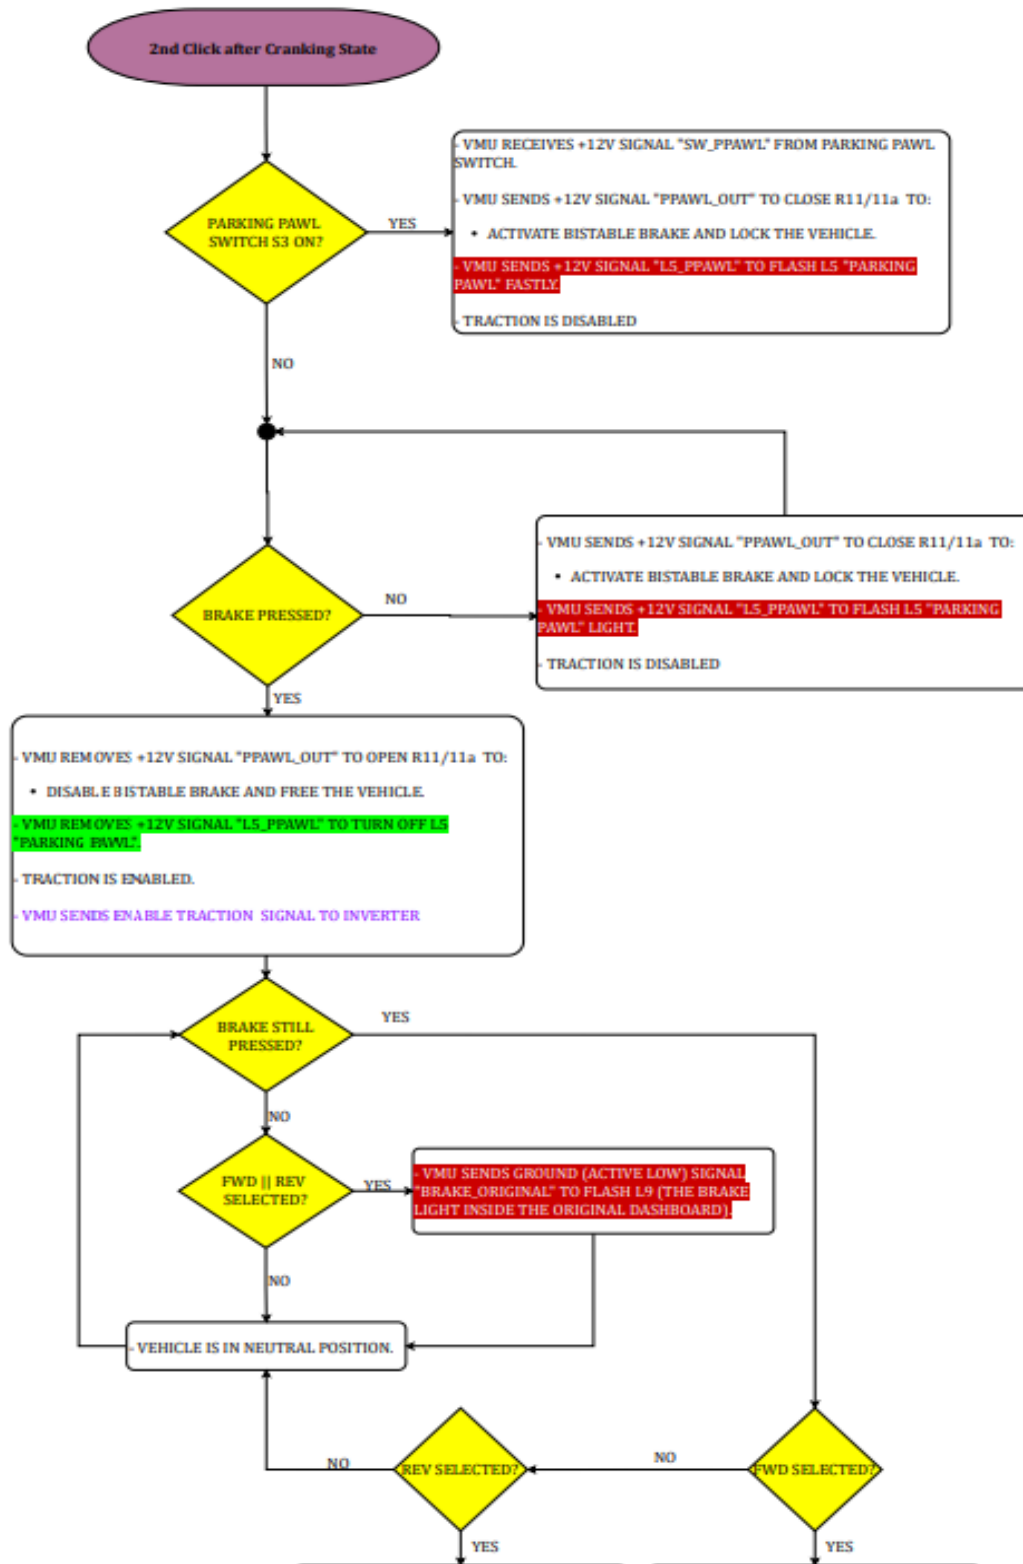 2nd Click after Cranking State
- VMU RECEIVES +12V SIGNAL "SW_PPAWL" FROM PARKING PAWL
SWITCH.
- VMU SENDS +12V SIGNAL "PPAWL_OUT" TO CLOSE R11/11a TO:
• ACTIVATE BISTABLE BRAKE AND LOCK THE VEHICLE.
- VMU SENDS +12V SIGNAL "L5_PPAWL" TO FLASH L5 "PARKING
PAWL" FASTLY.
- TRACTION IS DISABLED
PARKING PAWL
SWITCH S3 ON?
YES
NO
- VMU SENDS +12V SIGNAL "PPAWL_OUT" TO CLOSE R11/11a TO:
• ACTIVATE BISTABLE BRAKE AND LOCK THE VEHICLE.
- VMU SENDS +12V SIGNAL "L5_PPAWL" TO FLASH L5 "PARKING
PAWL" LIGHT.
- TRACTION IS DISABLED
BRAKE PRESSED?
NO
YES
- VMU REMOVES +12V SIGNAL "PPAWL_OUT" TO OPEN R11/11a TO:
• DISABLE BISTABLE BRAKE AND FREE THE VEHICLE.
- VMU REMOVES +12V SIGNAL "L5_PPAWL" TO TURN OFF L5
"PARKING PAWL".
- TRACTION IS ENABLED.
- VMU SENDS ENABLE TRACTION SIGNAL TO INVERTER
BRAKE STILL
PRESSED?
YES
NO
FWD || REV
SELECTED?
YES
- VMU SENDS GROUND (ACTIVE LOW) SIGNAL
"BRAKE_ORIGINAL" TO FLASH L9 (THE BRAKE
LIGHT INSIDE THE ORIGINAL DASHBOARD).
NO
- VEHICLE IS IN NEUTRAL POSITION.
NO
REV SELECTED?
NO
FWD SELECTED?
YES
YES